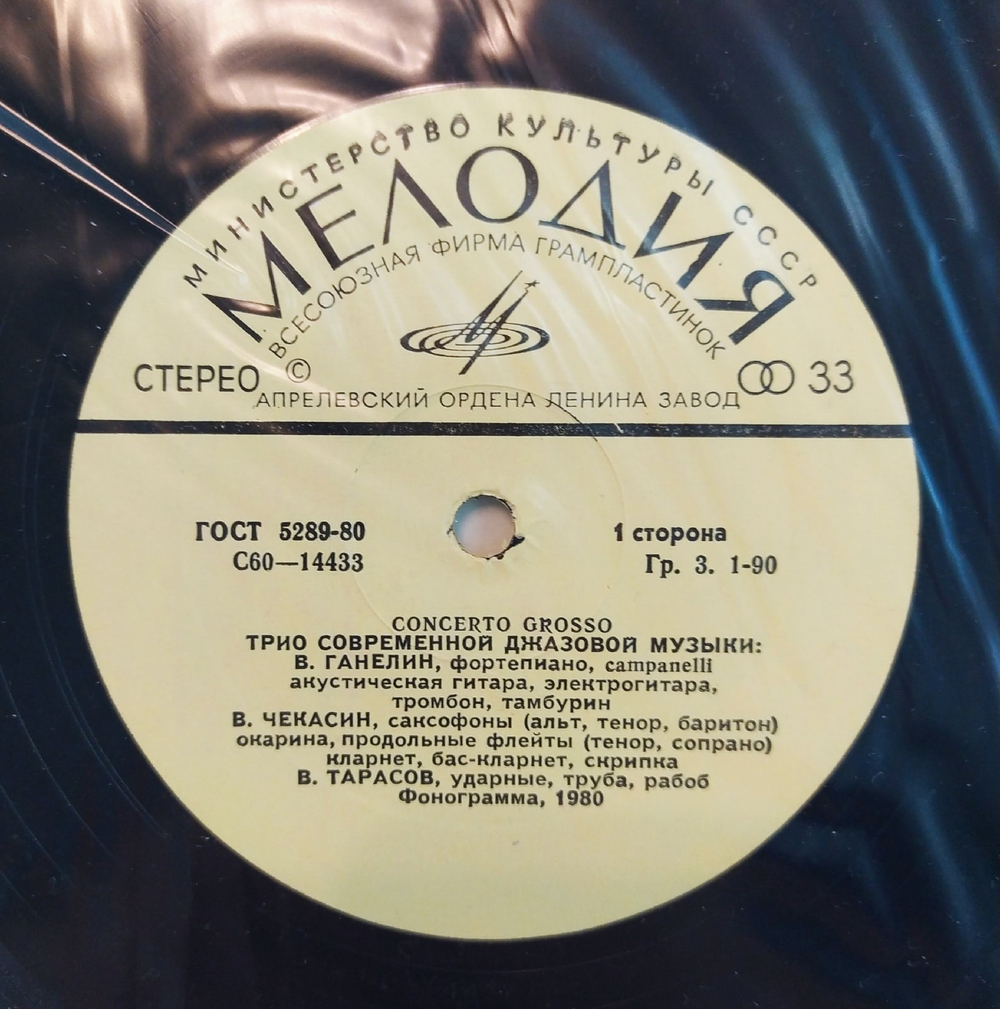 МИНИСТЕРСТВО КУЛЬТУРЫ СССР
МЕЛОДИЯ
ВСЕСОЮЗНАЯ ФИРМА ГРАМПЛАСТИНОК
СТЕРЕО © 33
АПРЕЛЕВСКИЙ ОРДЕНА ЛЕНИНА ЗАВОД
ГОСТ 5289-80 1 сторона
С60—14433 Гр. 3. 1-90
CONCERTO GROSSO
ТРИО СОВРЕМЕННОЙ ДЖАЗОВОЙ МУЗЫКИ:
В. ГАНЕЛИН, фортепиано, campanelli
акустическая гитара, электрогитара,
тромбон, тамбурин
В. ЧЕКАСИН, саксофоны (альт, тенор, баритон)
окарина, продольные флейты (тенор, сопрано)
кларнет, бас-кларнет, скрипка
В. ТАРАСОВ, ударные, труба, рабоб
Фонограмма, 1980